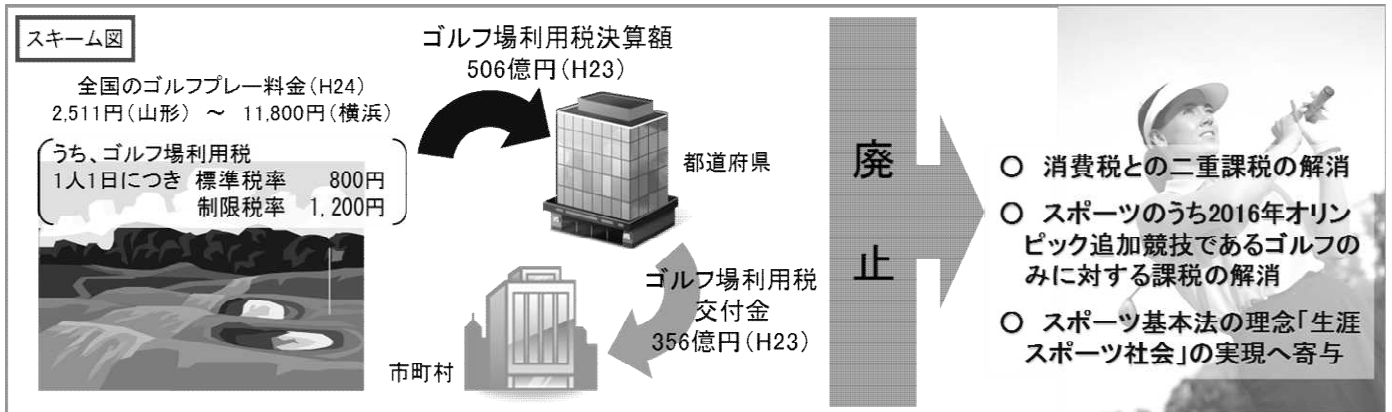 スキーム図
全国のゴルフプレー料金(H24)
2,511円(山形) ～ 11,800円(横浜)
うち、ゴルフ場利用税
1人1日につき 標準税率 800円
制限税率 1,200円
ゴルフ場利用税決算額
506億円(H23)
都道府県
ゴルフ場利用税
交付金
356億円(H23)
市町村
廃
止
○ 消費税との二重課税の解消
○ スポーツのうち2016年オリン
ピック追加競技であるゴルフの
みに対する課税の解消
○ スポーツ基本法の理念「生涯
スポーツ社会」の実現へ寄与